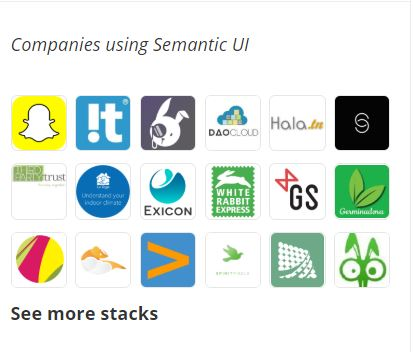 Companies using Semantic UI
!t
DAOCLOUD
Hala.tn
S
trust
Understand your
indoor climate
EXICON
WHITE
RABBIT
EXPRESS
GS
Germinadora
See more stacks